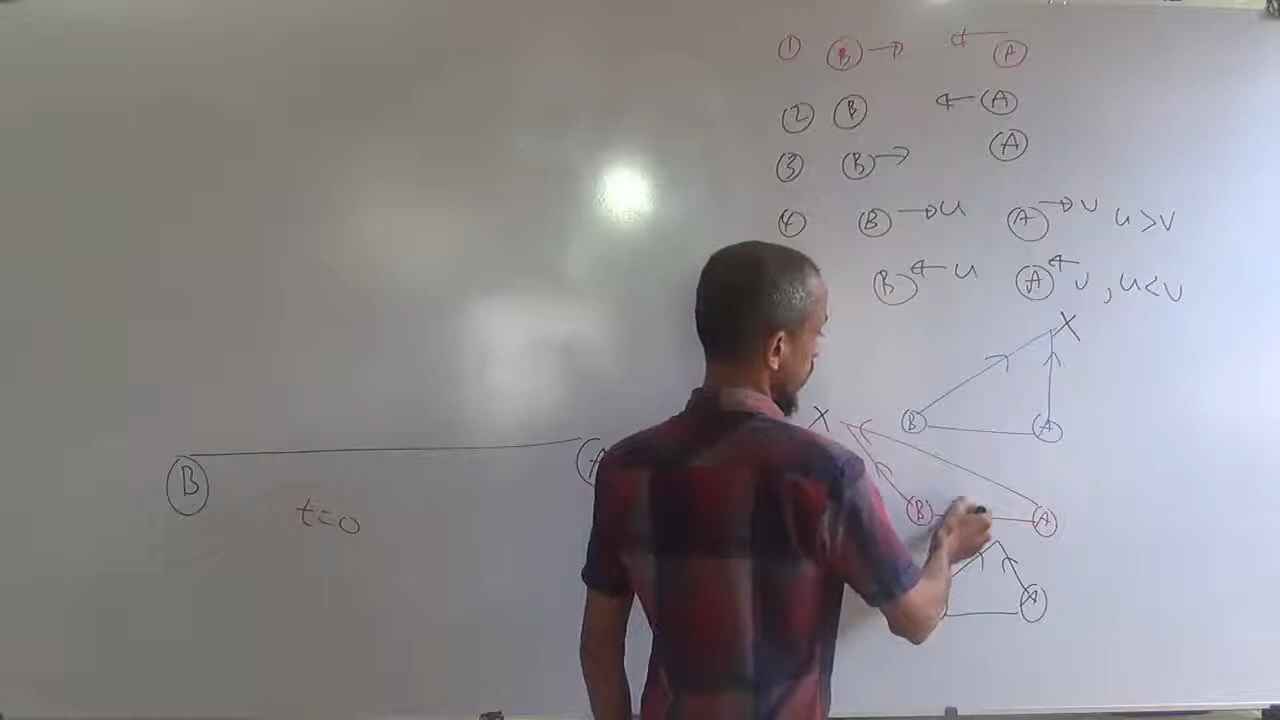 ① Ⓑ → ← Ⓐ
② Ⓑ ← Ⓐ
③ Ⓑ → Ⓐ
④ Ⓑ → u Ⓐ → v u > v
Ⓑ ← u Ⓐ ← v , u < v
X
Ⓑ Ⓐ
X
Ⓑ Ⓐ
Ⓐ
Ⓑ Ⓐ
t=0